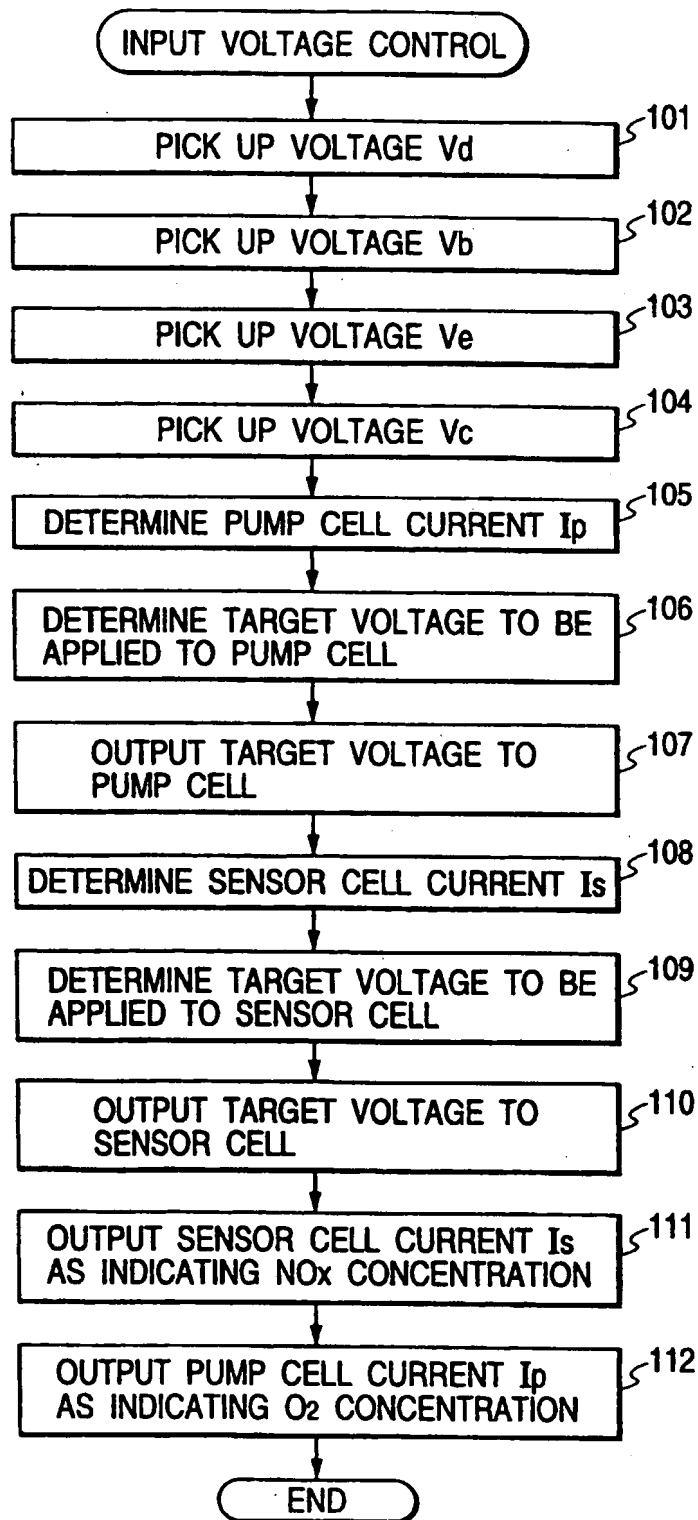 INPUT VOLTAGE CONTROL
101
PICK UP VOLTAGE Vd
102
PICK UP VOLTAGE Vb
103
PICK UP VOLTAGE Ve
104
PICK UP VOLTAGE Vc
105
DETERMINE PUMP CELL CURRENT Ip
106
DETERMINE TARGET VOLTAGE TO BE
APPLIED TO PUMP CELL
107
OUTPUT TARGET VOLTAGE TO
PUMP CELL
108
DETERMINE SENSOR CELL CURRENT Is
109
DETERMINE TARGET VOLTAGE TO BE
APPLIED TO SENSOR CELL
110
OUTPUT TARGET VOLTAGE TO
SENSOR CELL
111
OUTPUT SENSOR CELL CURRENT Is
AS INDICATING NOx CONCENTRATION
112
OUTPUT PUMP CELL CURRENT Ip
AS INDICATING O2 CONCENTRATION
END